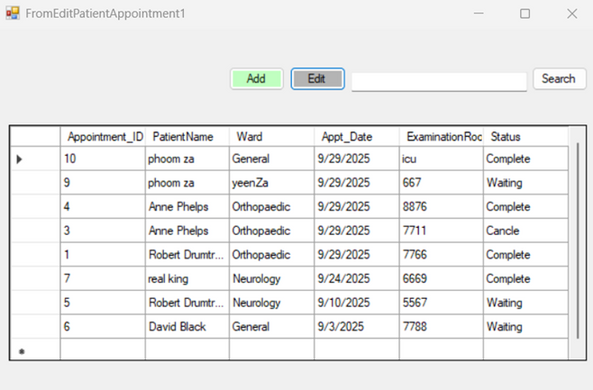 FromEditPatientAppointment1
Add Edit Search
Appointment_ID PatientName Ward Appt_Date ExaminationRoo Status
10 phoom za General 9/29/2025 icu Complete
9 phoom za yeenZa 9/29/2025 667 Waiting
4 Anne Phelps Orthopaedic 9/29/2025 8876 Complete
3 Anne Phelps Orthopaedic 9/29/2025 7711 Cancle
1 Robert Drumtr... Orthopaedic 9/29/2025 7766 Complete
7 real king Neurology 9/24/2025 6669 Complete
5 Robert Drumtr... Neurology 9/10/2025 5567 Waiting
6 David Black General 9/3/2025 7788 Waiting